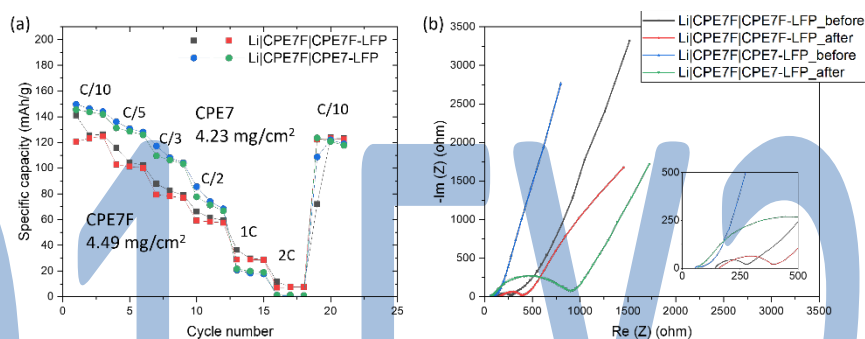 (a)
Li|CPE7F|CPE7F-LFP
Li|CPE7F|CPE7-LFP
C/10
C/5
C/3
C/2
1C
2C
C/10
CPE7
4.23 mg/cm²
CPE7F
4.49 mg/cm²
Specific capacity (mAh/g)
0
20
40
60
80
100
120
140
160
180
200
0
5
10
15
20
25
Cycle number
(b)
Li|CPE7F|CPE7F-LFP_before
Li|CPE7F|CPE7F-LFP_after
Li|CPE7F|CPE7-LFP_before
Li|CPE7F|CPE7-LFP_after
-Im (Z) (ohm)
3500
3000
2500
2000
1500
1000
500
0
500
250
0
0
250
500
0
500
1000
1500
2000
2500
3000
3500
Re (Z) (ohm)